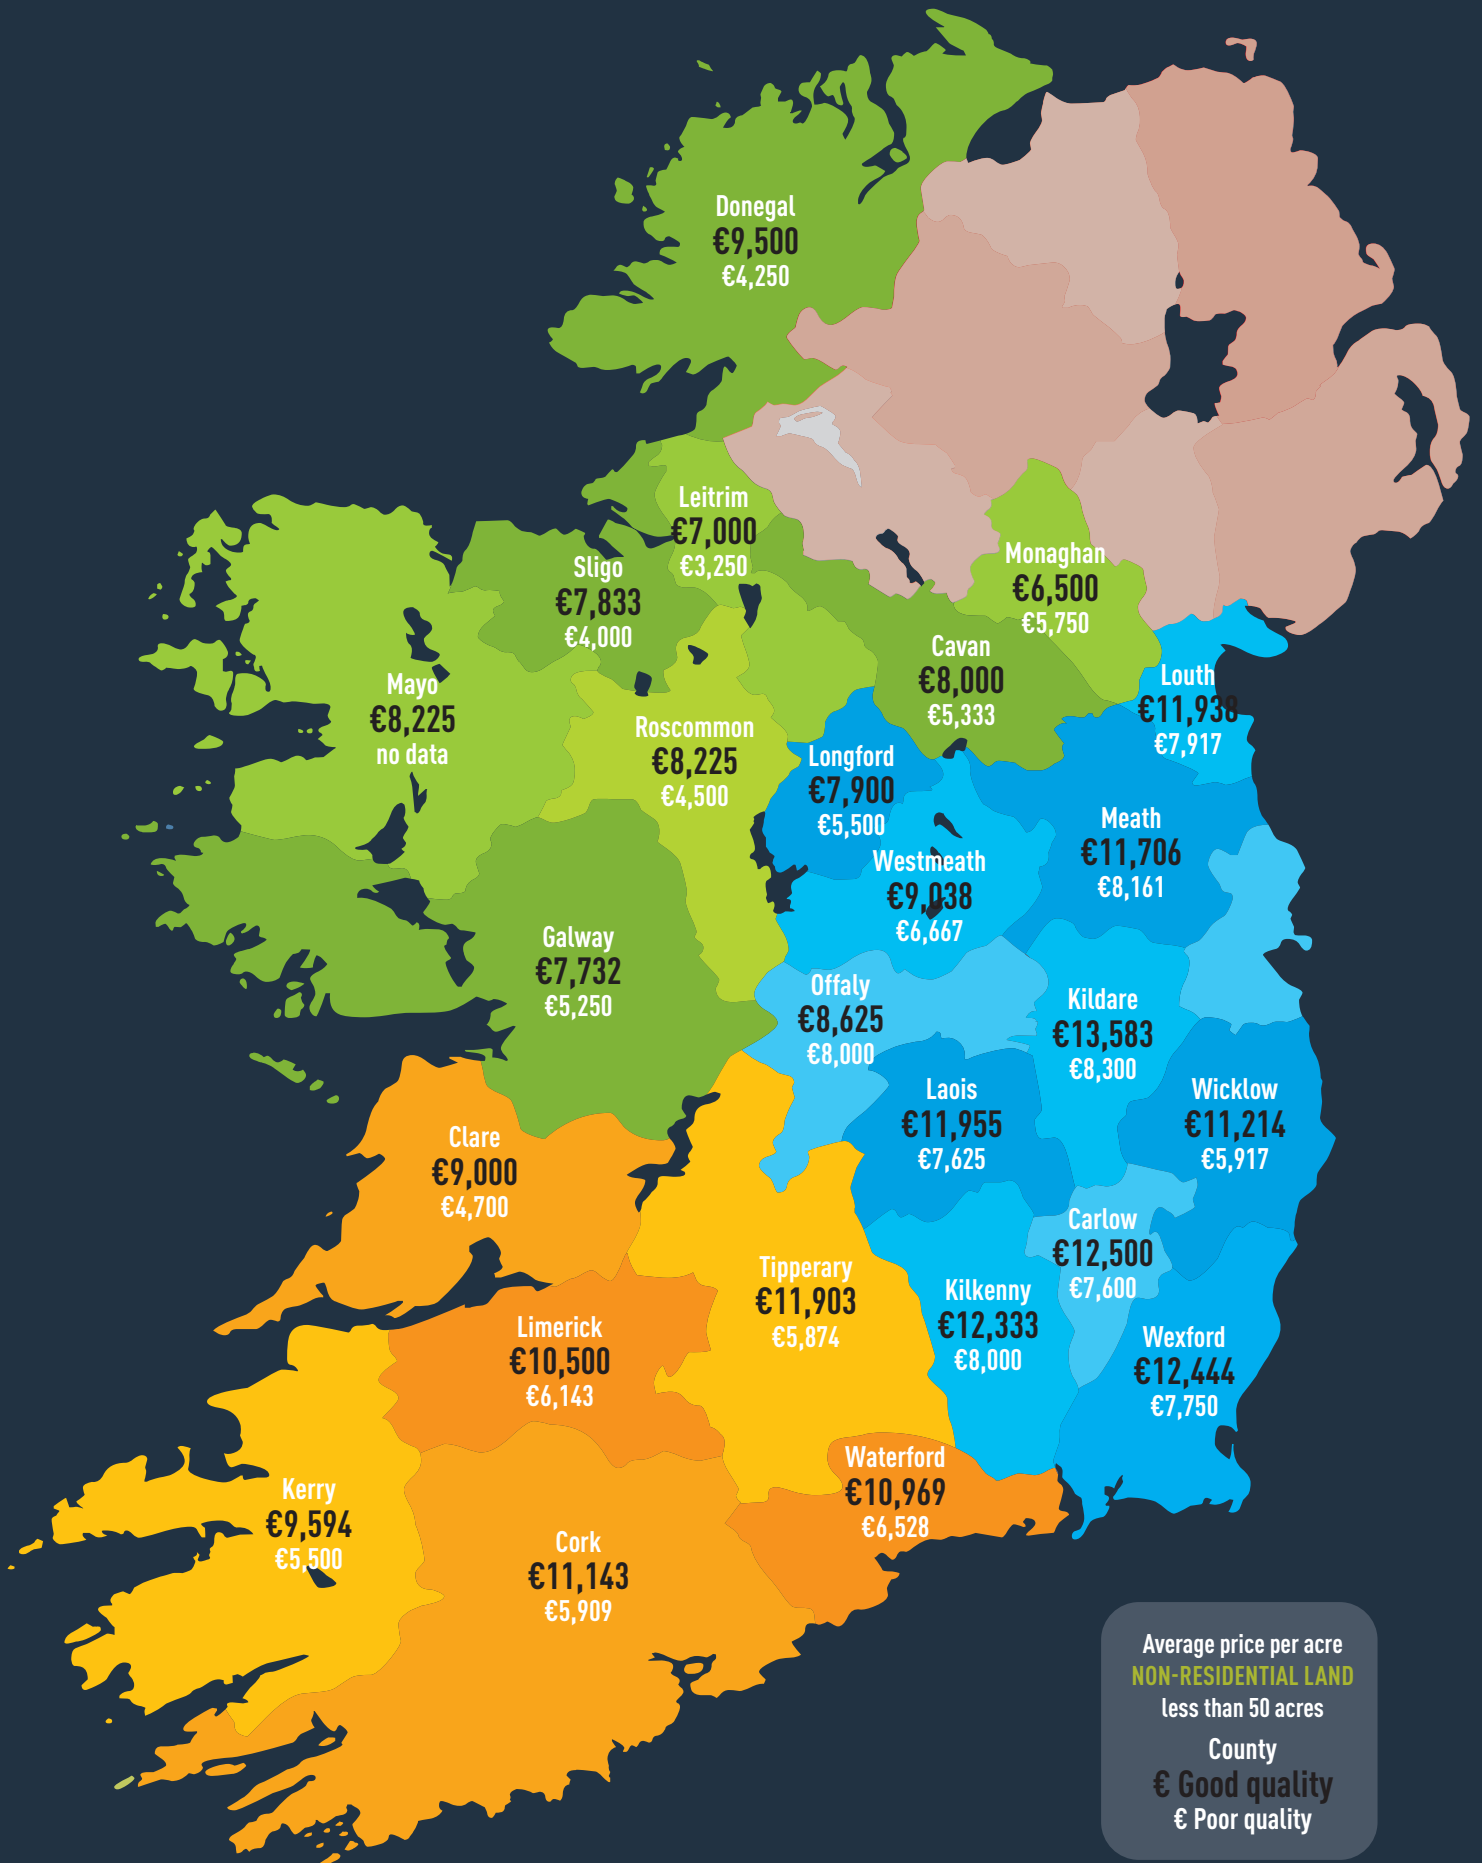 Donegal
€9,500
€4,250
Leitrim
€7,000
€3,250
Sligo
€7,833
€4,000
Monaghan
€6,500
€5,750
Cavan
€8,000
€5,333
Louth
€11,938
€7,917
Mayo
€8,225
no data
Roscommon
€8,225
€4,500
Longford
€7,900
€5,500
Meath
€11,706
€8,161
Westmeath
€9,038
€6,667
Galway
€7,732
€5,250
Offaly
€8,625
€8,000
Kildare
€13,583
€8,300
Laois
€11,955
€7,625
Wicklow
€11,214
€5,917
Clare
€9,000
€4,700
Carlow
€12,500
€7,600
Tipperary
€11,903
€5,874
Kilkenny
€12,333
€8,000
Limerick
€10,500
€6,143
Wexford
€12,444
€7,750
Waterford
€10,969
€6,528
Kerry
€9,594
€5,500
Cork
€11,143
€5,909
Average price per acre
NON-RESIDENTIAL LAND
less than 50 acres
County
€ Good quality
€ Poor quality